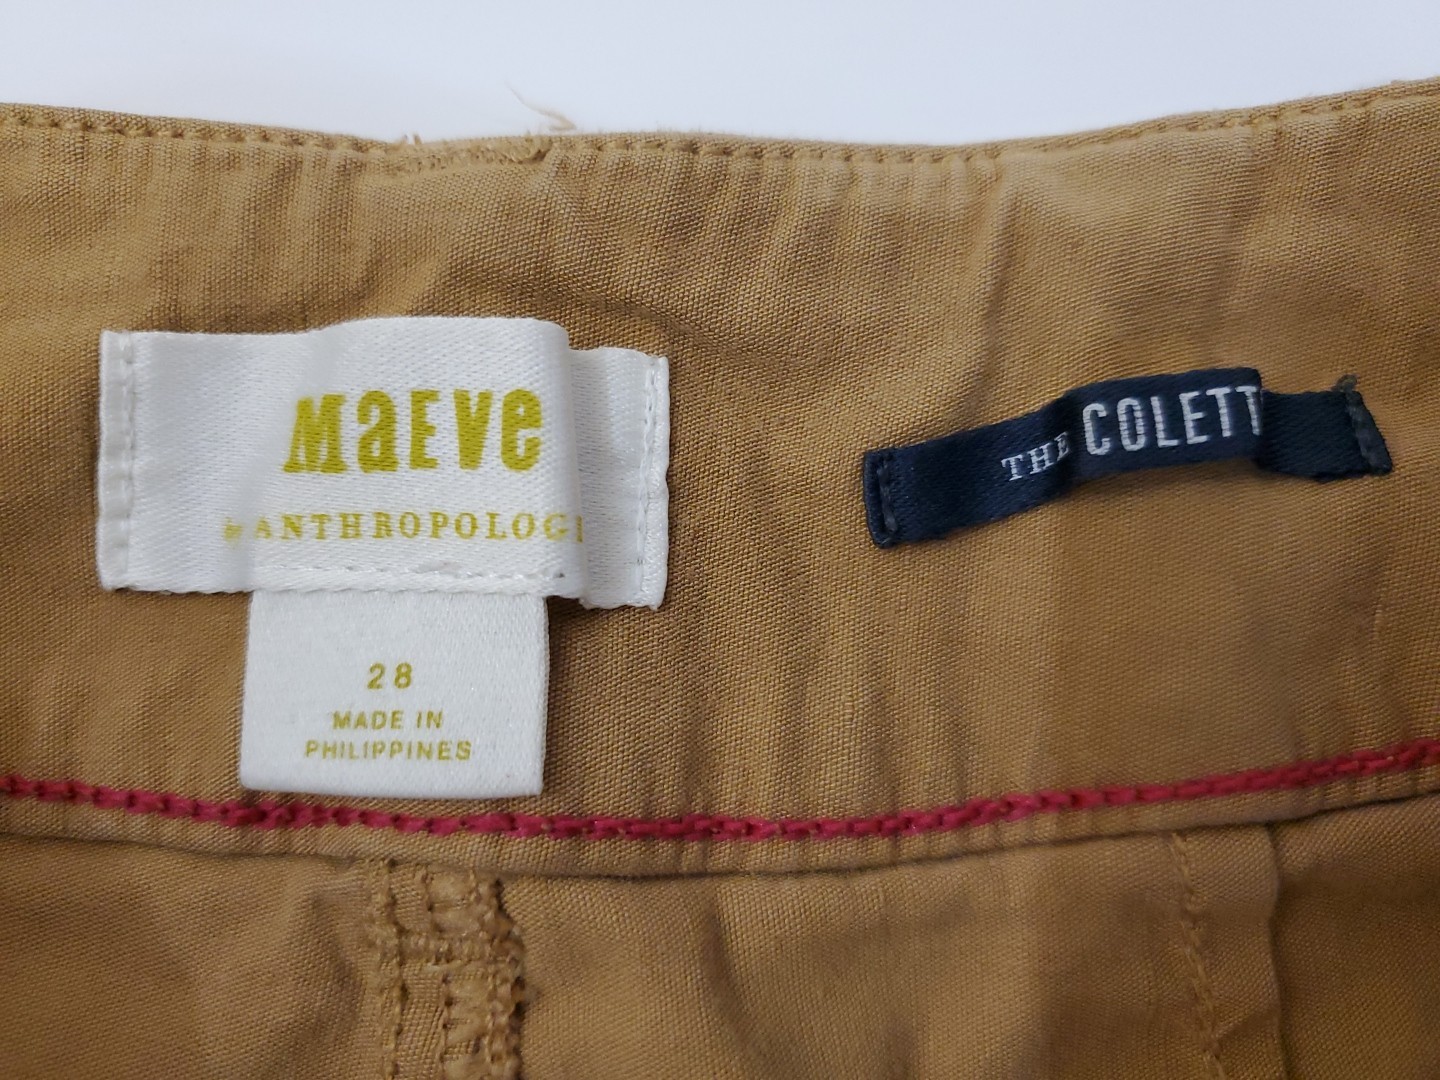 MaEVe
by ANTHROPOLOGI
28
MADE IN
PHILIPPINES
THE COLETT